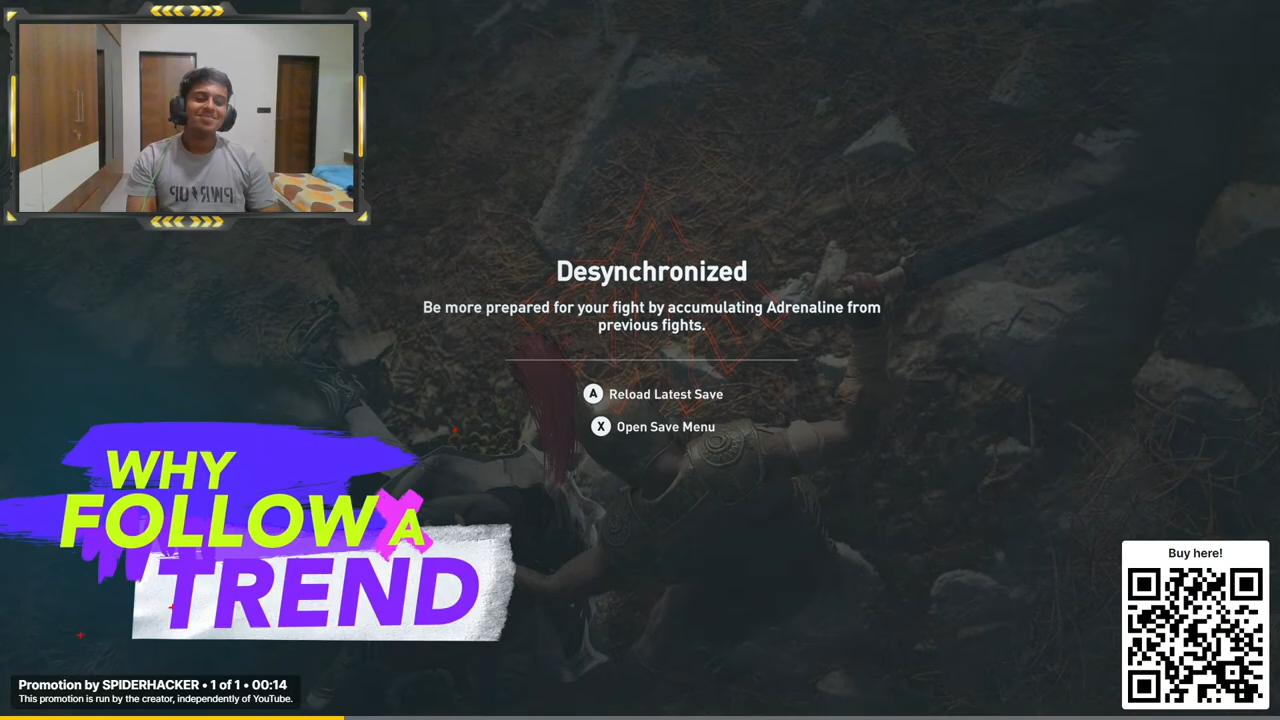 PWR UP
Desynchronized
Be more prepared for your fight by accumulating Adrenaline from
previous fights.
A Reload Latest Save
X Open Save Menu
WHY
FOLLOW A
TREND
Buy here!
Promotion by SPIDERHACKER • 1 of 1 • 00:14
This promotion is run by the creator, independently of YouTube.